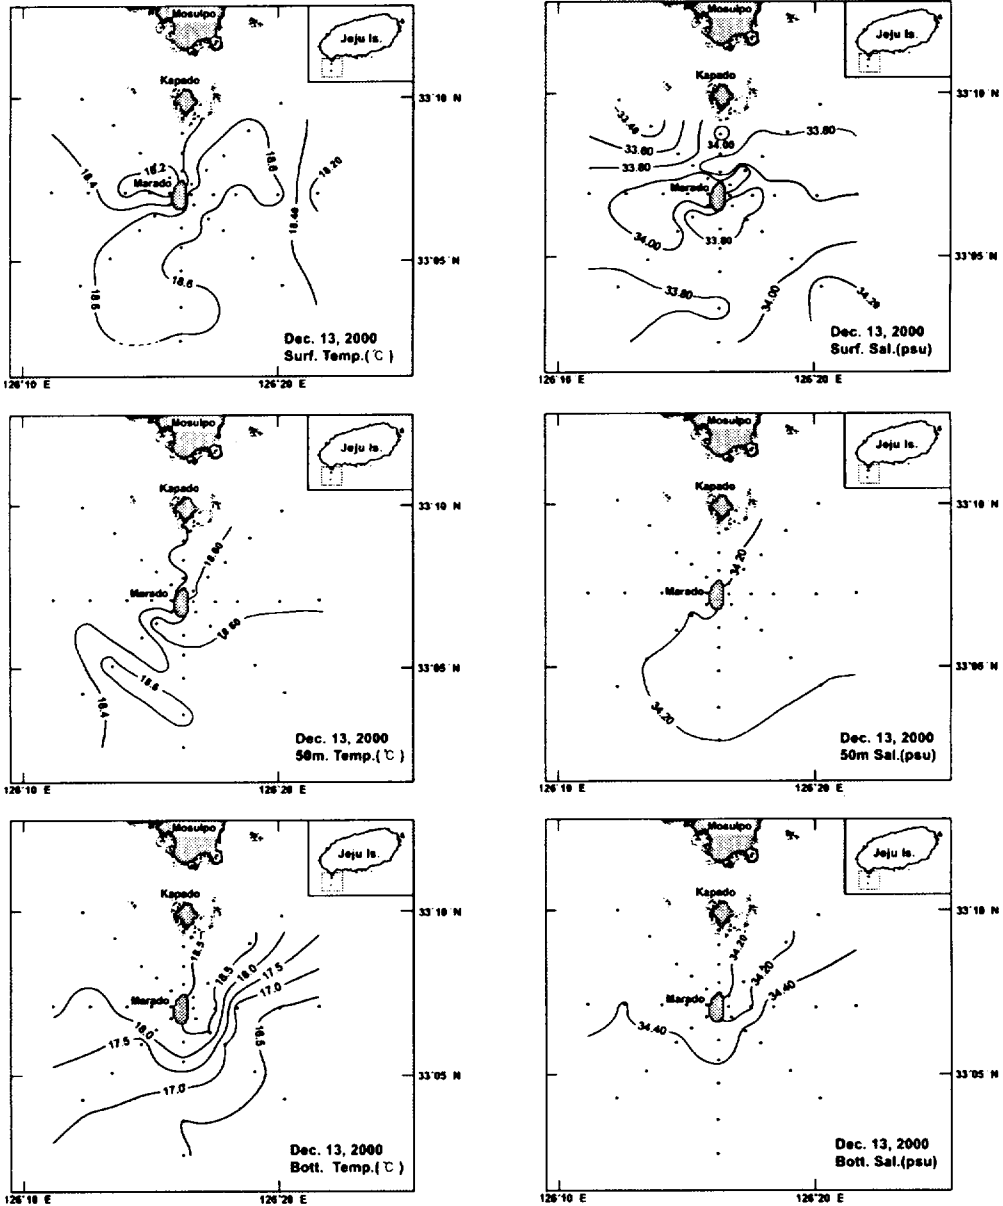 Mosulpo
Jeju Is.
Kapado
33°10' N
18.4
18.2
18.6
18.20
Marado
18.40
18.6
18.6
33°05' N
Dec. 13, 2000
Surf. Temp.(℃)
126°10' E
126°20' E
Mosulpo
Jeju Is.
Kapado
33°10' N
33.40
33.60
34.00
33.80
33.80
Marado
34.00
33.80
33.80
34.00
34.20
33°05' N
Dec. 13, 2000
Surf. Sal.(psu)
126°10' E
126°20' E
Mosulpo
Jeju Is.
Kapado
33°10' N
18.60
Marado
18.60
18.6
18.4
33°05' N
Dec. 13, 2000
50m. Temp.(℃)
126°10' E
126°20' E
Mosulpo
Jeju Is.
Kapado
33°10' N
34.20
Marado
34.20
33°05' N
Dec. 13, 2000
50m Sal.(psu)
126°10' E
126°20' E
Mosulpo
Jeju Is.
Kapado
33°10' N
18.5
18.5
18.0
17.5
17.0
Marado
18.0
17.5
16.5
17.0
33°05' N
Dec. 13, 2000
Bott. Temp.(℃)
126°10' E
126°20' E
Mosulpo
Jeju Is.
Kapado
33°10' N
34.20
34.20
Marado
34.40
34.40
33°05' N
Dec. 13, 2000
Bott. Sal.(psu)
126°10' E
126°20' E